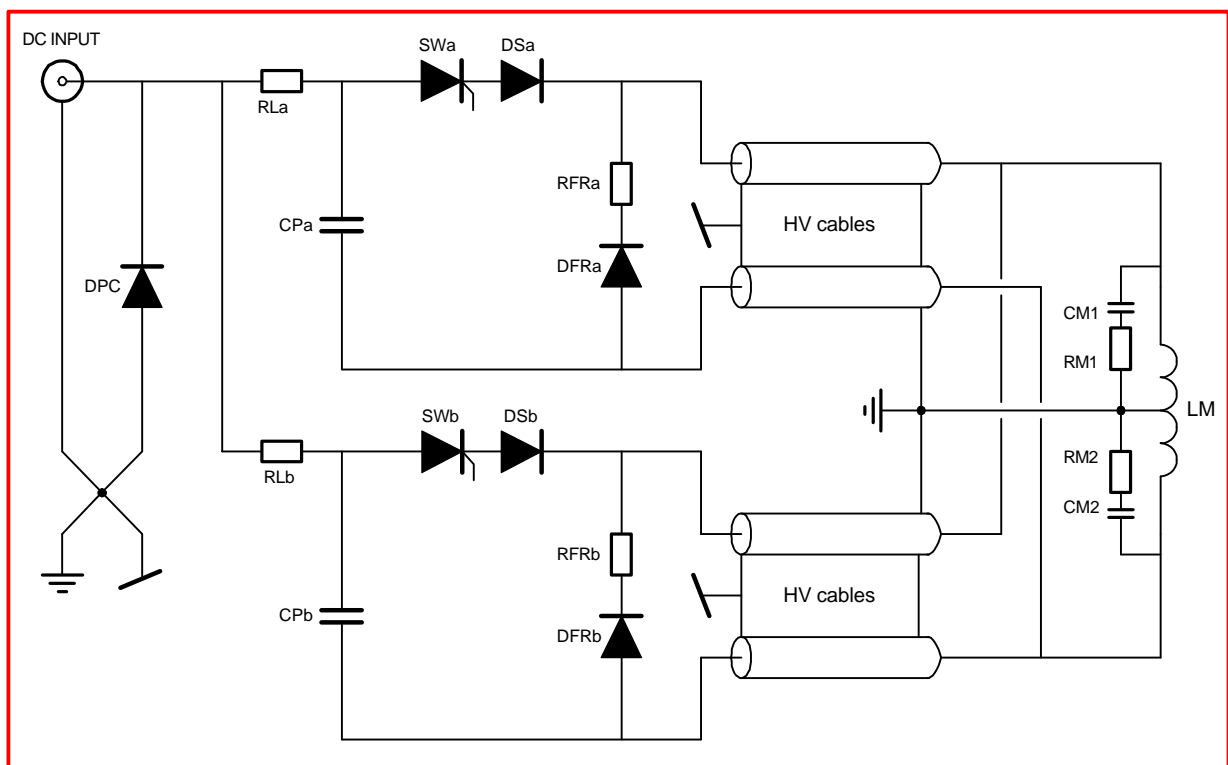 DC INPUT
SWa
DSa
RLa
RFRa
CPa
HV cables
DFRa
DPC
CM1
RM1
LM
SWb
DSb
RLb
RM2
CM2
RFRb
CPb
HV cables
DFRb